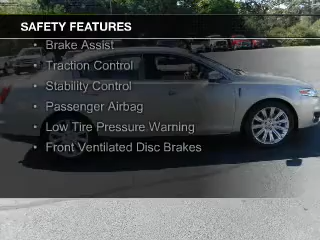 SAFETY FEATURES
• Brake Assist
• Traction Control
• Stability Control
• Passenger Airbag
• Low Tire Pressure Warning
• Front Ventilated Disc Brakes